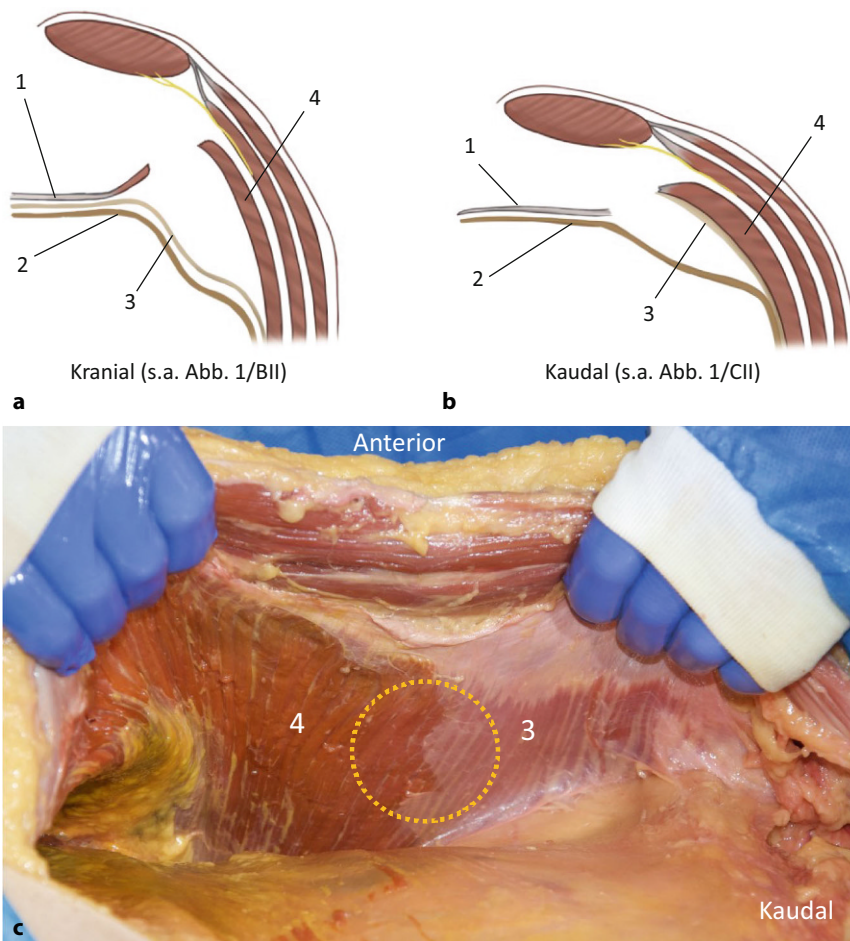 1
4
2
3
Kranial (s.a. Abb. 1/BII)
a
1
4
2
3
Kaudal (s.a. Abb. 1/CII)
b
Anterior
4
3
Kaudal
c